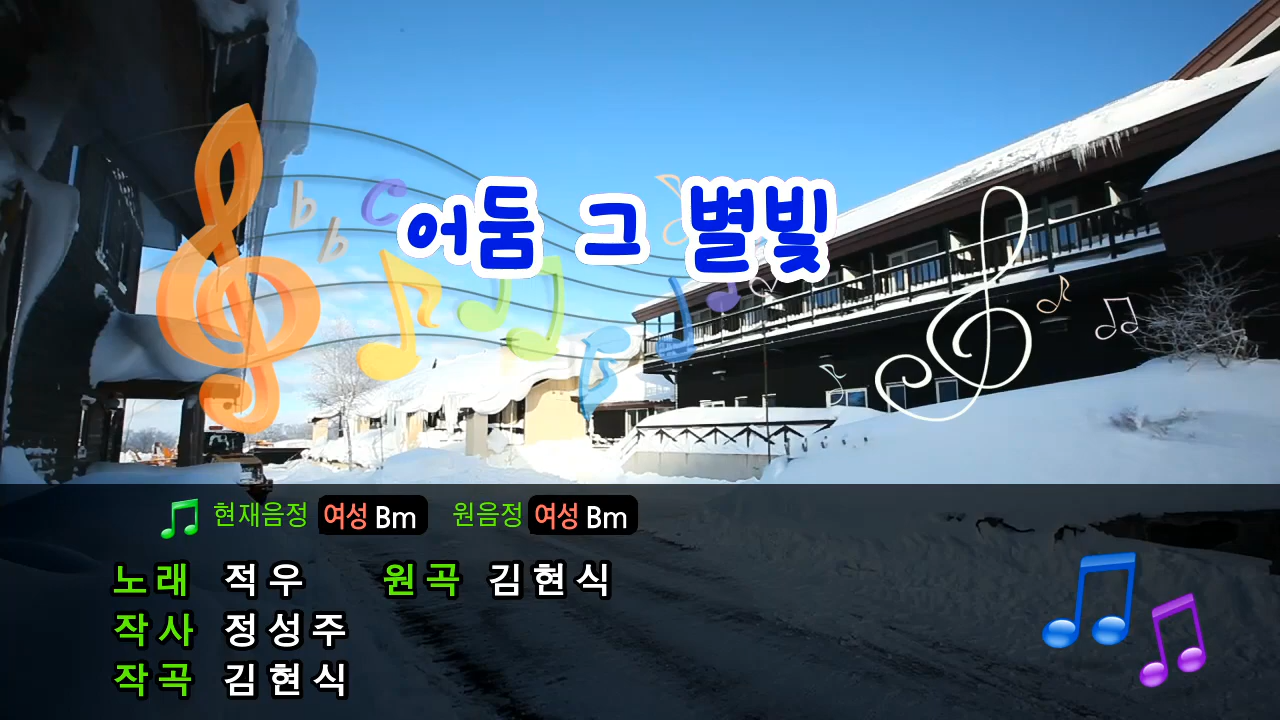 어둠 그 별빛
현재음정 여성 Bm 원음정 여성 Bm
노래 적우 원곡 김현식
작사 정성주
작곡 김현식